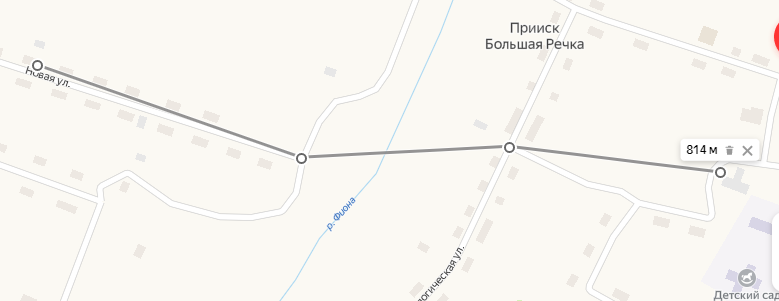 Прииск
Большая Речка
Новая ул.
814 м
р. Фиона
логическая ул.
Детский сад